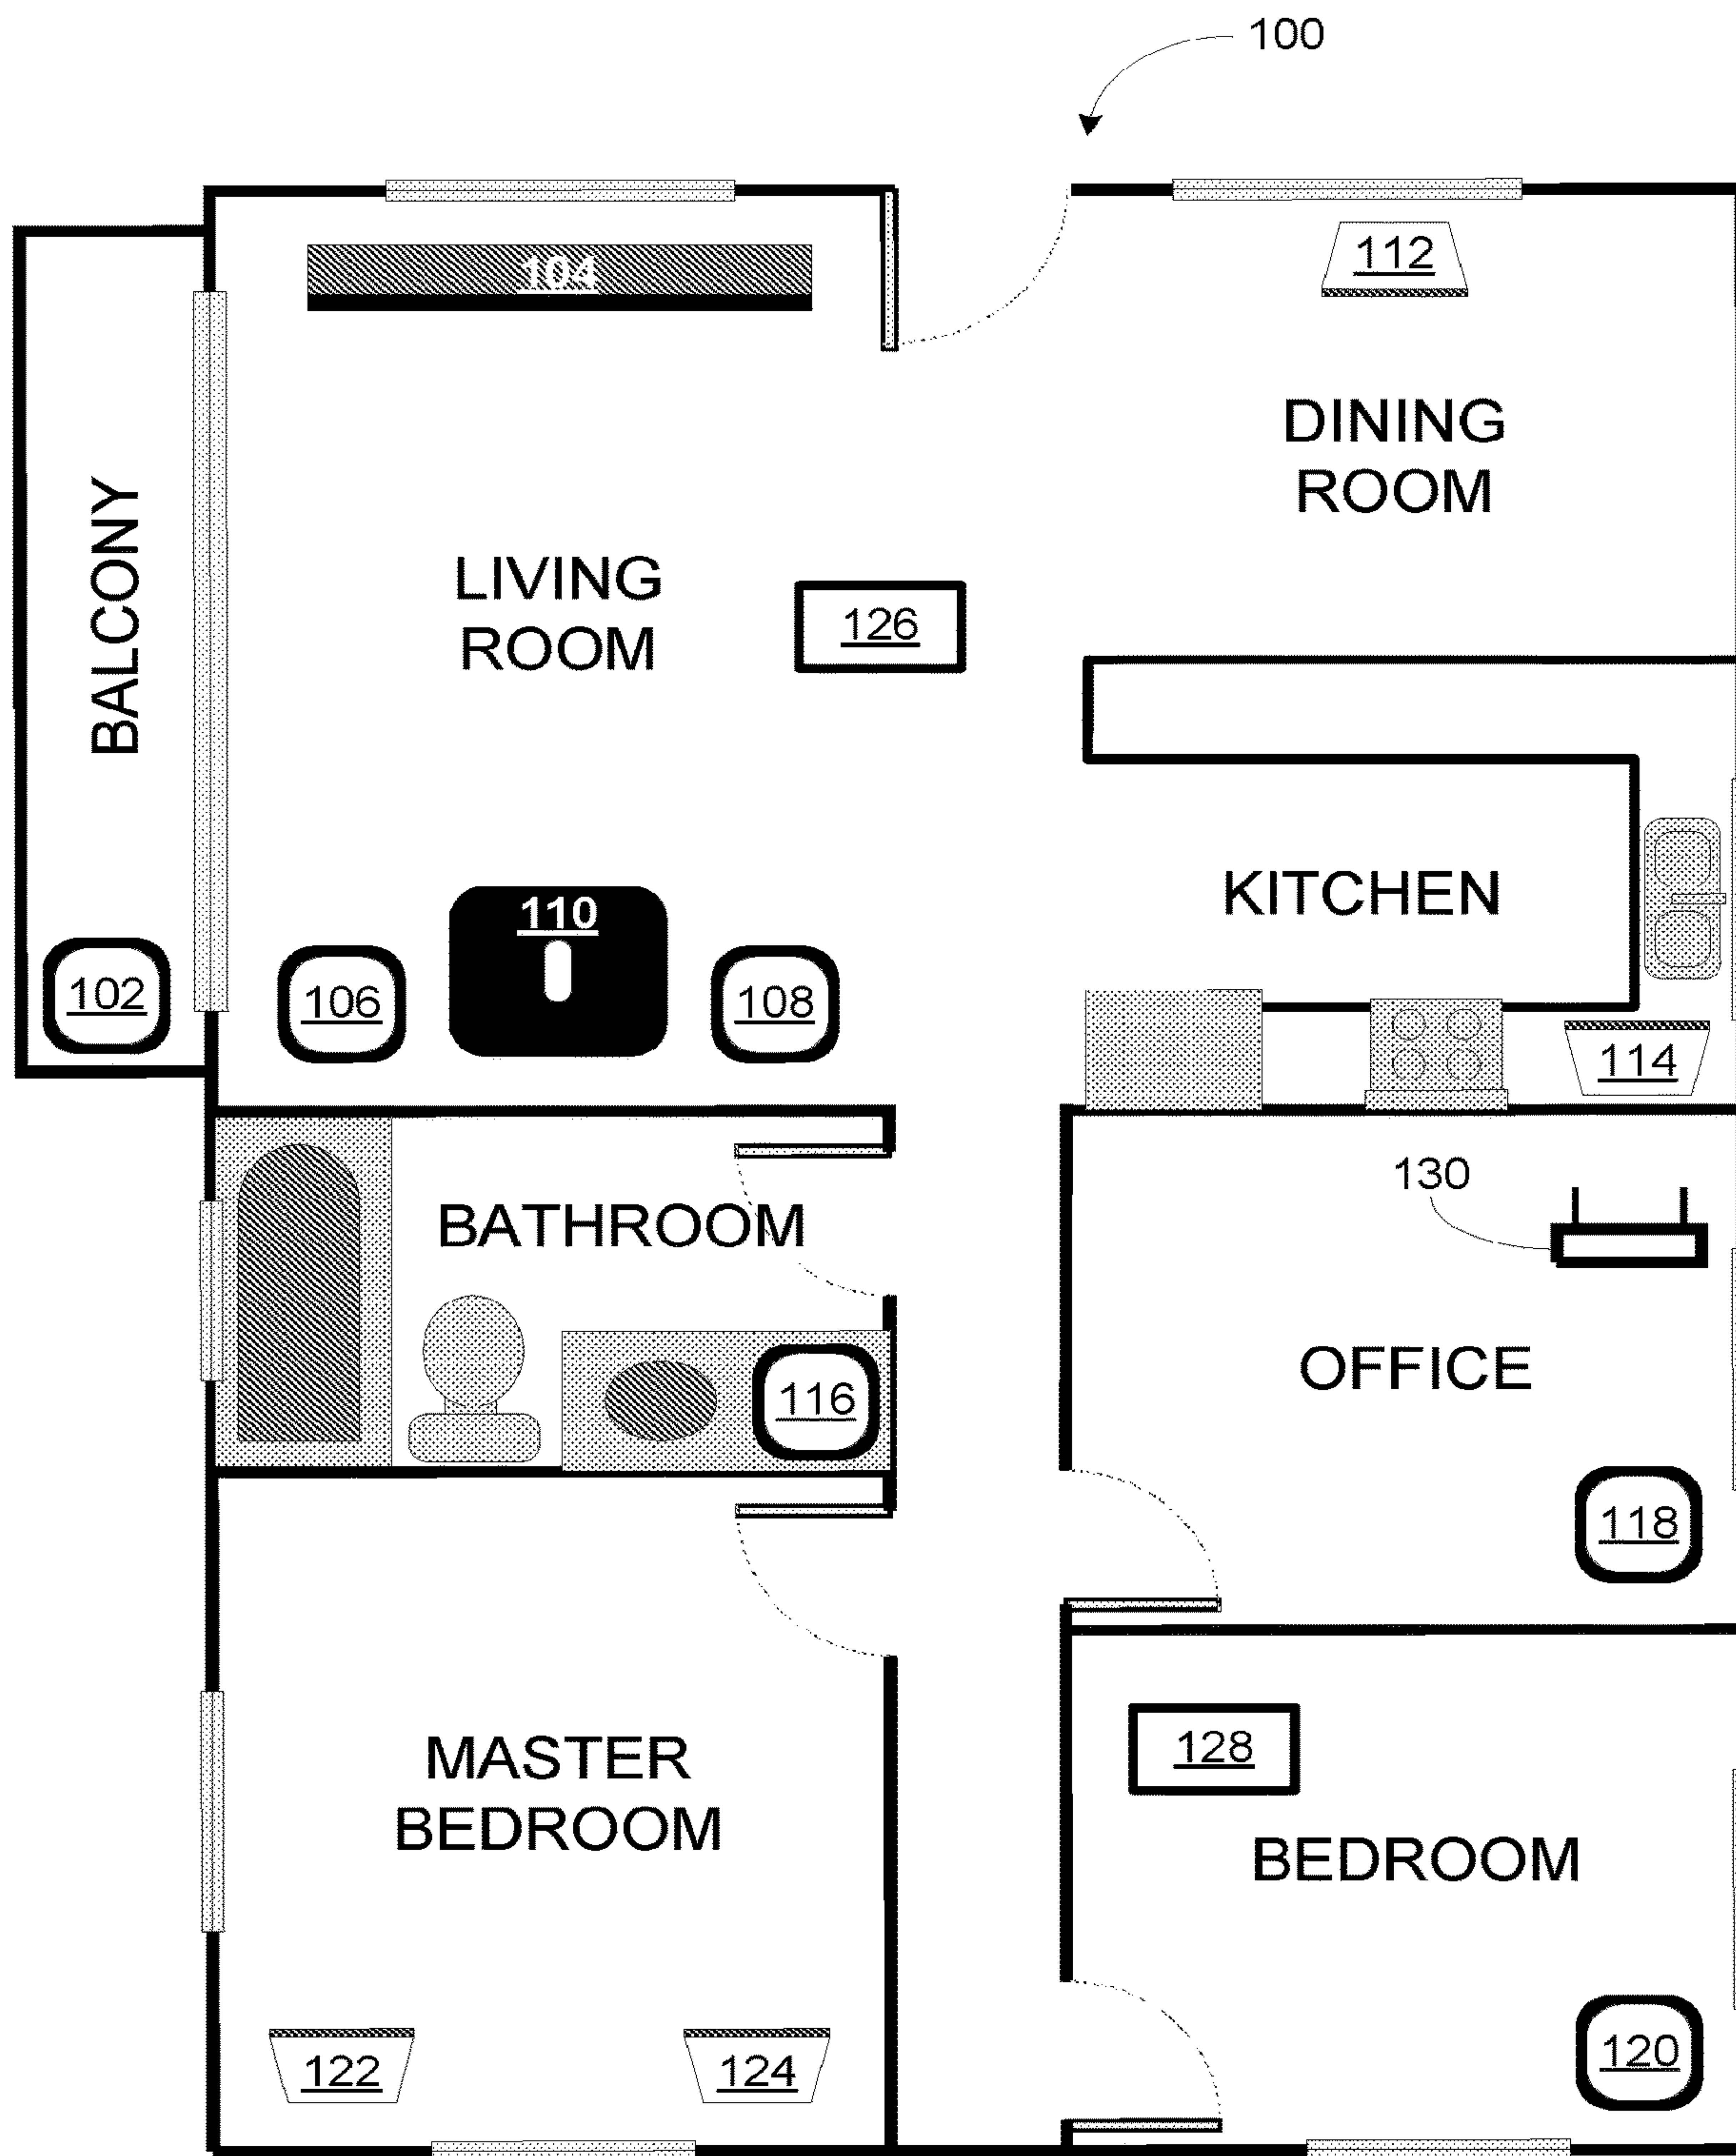 100
104
112
DINING
ROOM
BALCONY
LIVING
ROOM
126
KITCHEN
110
102
106
108
114
130
BATHROOM
OFFICE
116
118
128
MASTER
BEDROOM
BEDROOM
122
124
120